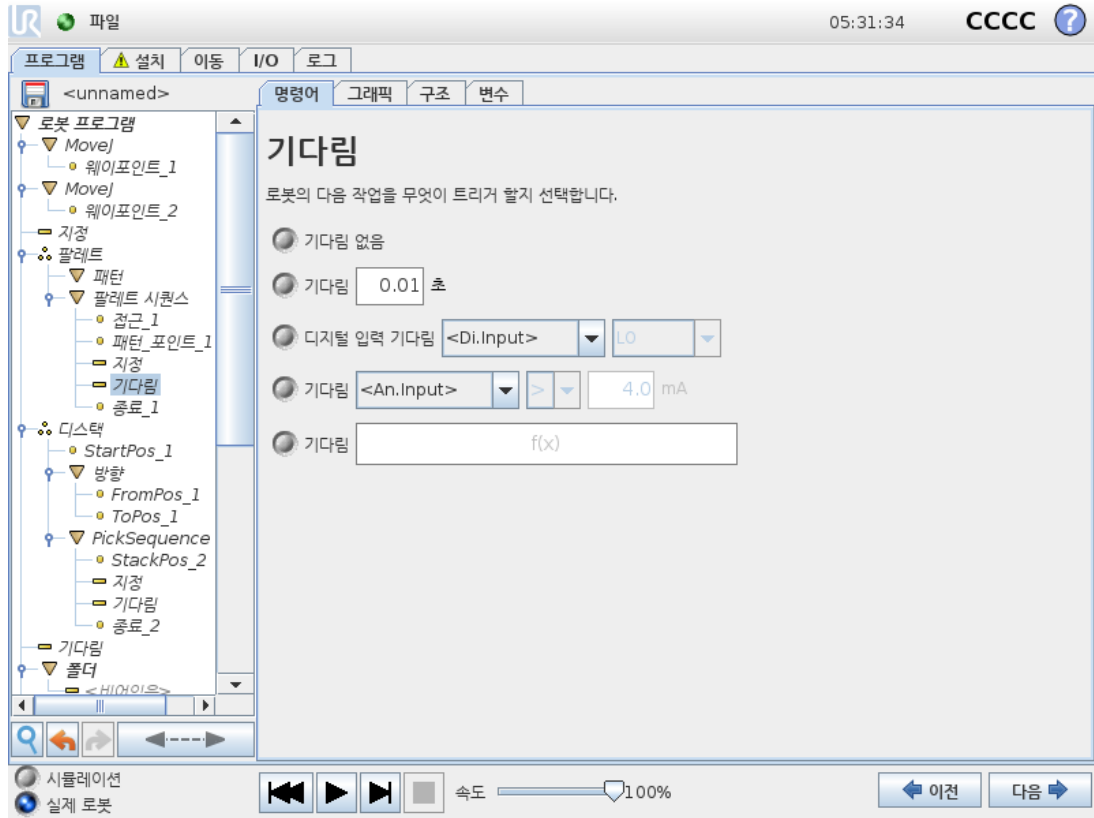 UR 파일 05:31:34 CCCC ?
프로그램 설치 이동 I/O 로그
<unnamed> 명령어 그래픽 구조 변수
로봇 프로그램
MoveJ
웨이포인트_1
MoveJ
웨이포인트_2
지정
팔레트
패턴
팔레트 시퀀스
접근_1
패턴_포인트_1
지정
기다림
종료_1
디스택
StartPos_1
방향
FromPos_1
ToPos_1
PickSequence
StackPos_2
지정
기다림
종료_2
기다림
폴더
<비어있음>
기다림
로봇의 다음 작업을 무엇이 트리거 할지 선택합니다.
기다림 없음
기다림 0.01 초
디지털 입력 기다림 <Di.Input> LO
기다림 <An.Input> > 4.0 mA
기다림 f(x)
시뮬레이션
실제 로봇
속도 100%
이전 다음